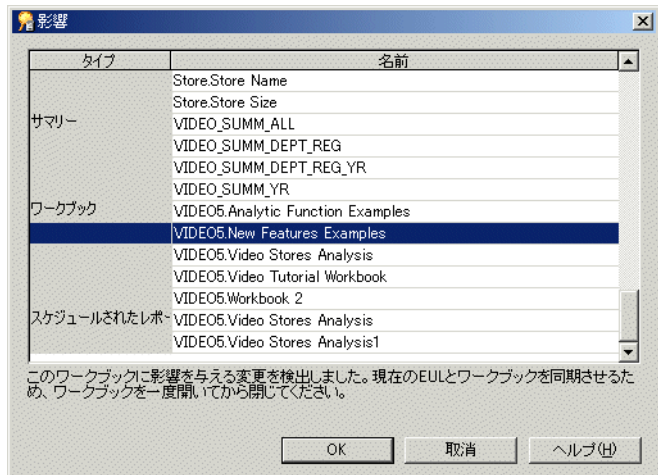 影響
タイプ 名前
Store.Store Name
Store.Store Size
サマリー VIDEO_SUMM_ALL
VIDEO_SUMM_DEPT_REG
VIDEO_SUMM_DEPT_REG_YR
VIDEO_SUMM_YR
ワークブック VIDEO5.Analytic Function Examples
VIDEO5.New Features Examples
VIDEO5.Video Stores Analysis
VIDEO5.Video Tutorial Workbook
VIDEO5.Workbook 2
スケジュールされたレポー VIDEO5.Video Stores Analysis
VIDEO5.Video Stores Analysis1
このワークブックに影響を与える変更を検出しました。現在のEULとワークブックを同期させるた
め、ワークブックを一度開いてから閉じてください。
OK 取消 ヘルプ(H)